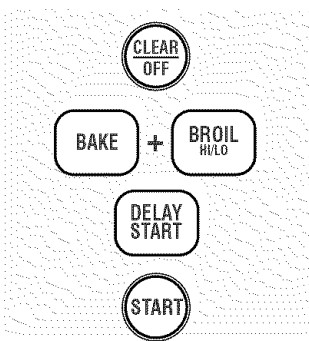 CLEAR
OFF
BAKE + BROIL
HI/LO
DELAY
START
START